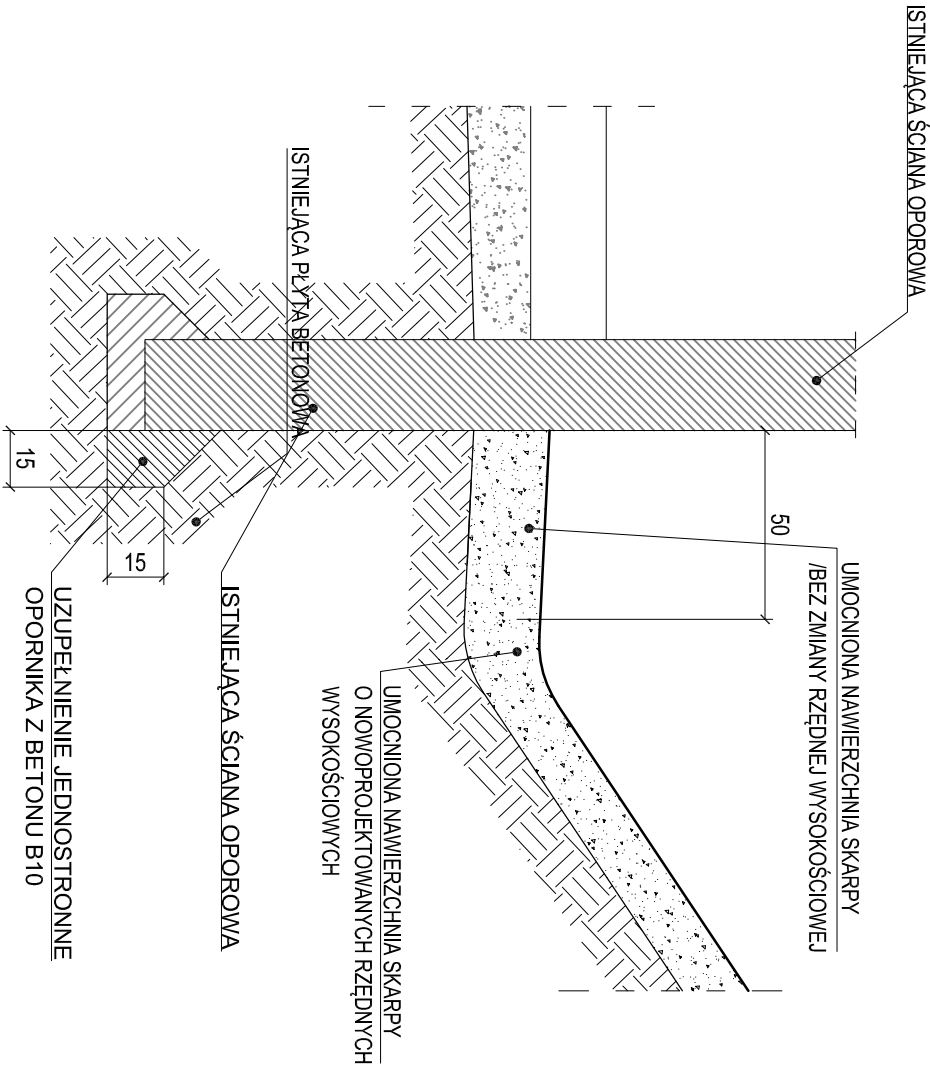 ISTNIEJĄCA ŚCIANA OPOROWA
UMOCNIONA NAWIERZCHNIA SKARPY
/BEZ ZMIANY RZĘDNEJ WYSOKOŚCIOWEJ
50
UMOCNIONA NAWIERZCHNIA SKARPY
O NOWOPROJEKTOWANYCH RZĘDNYCH
WYSOKOŚCIOWYCH
ISTNIEJĄCA PŁYTA BETONOWA
ISTNIEJĄCA ŚCIANA OPOROWA
15
15
UZUPEŁNIENIE JEDNOSTRONNE
OPORNIKA Z BETONU B10